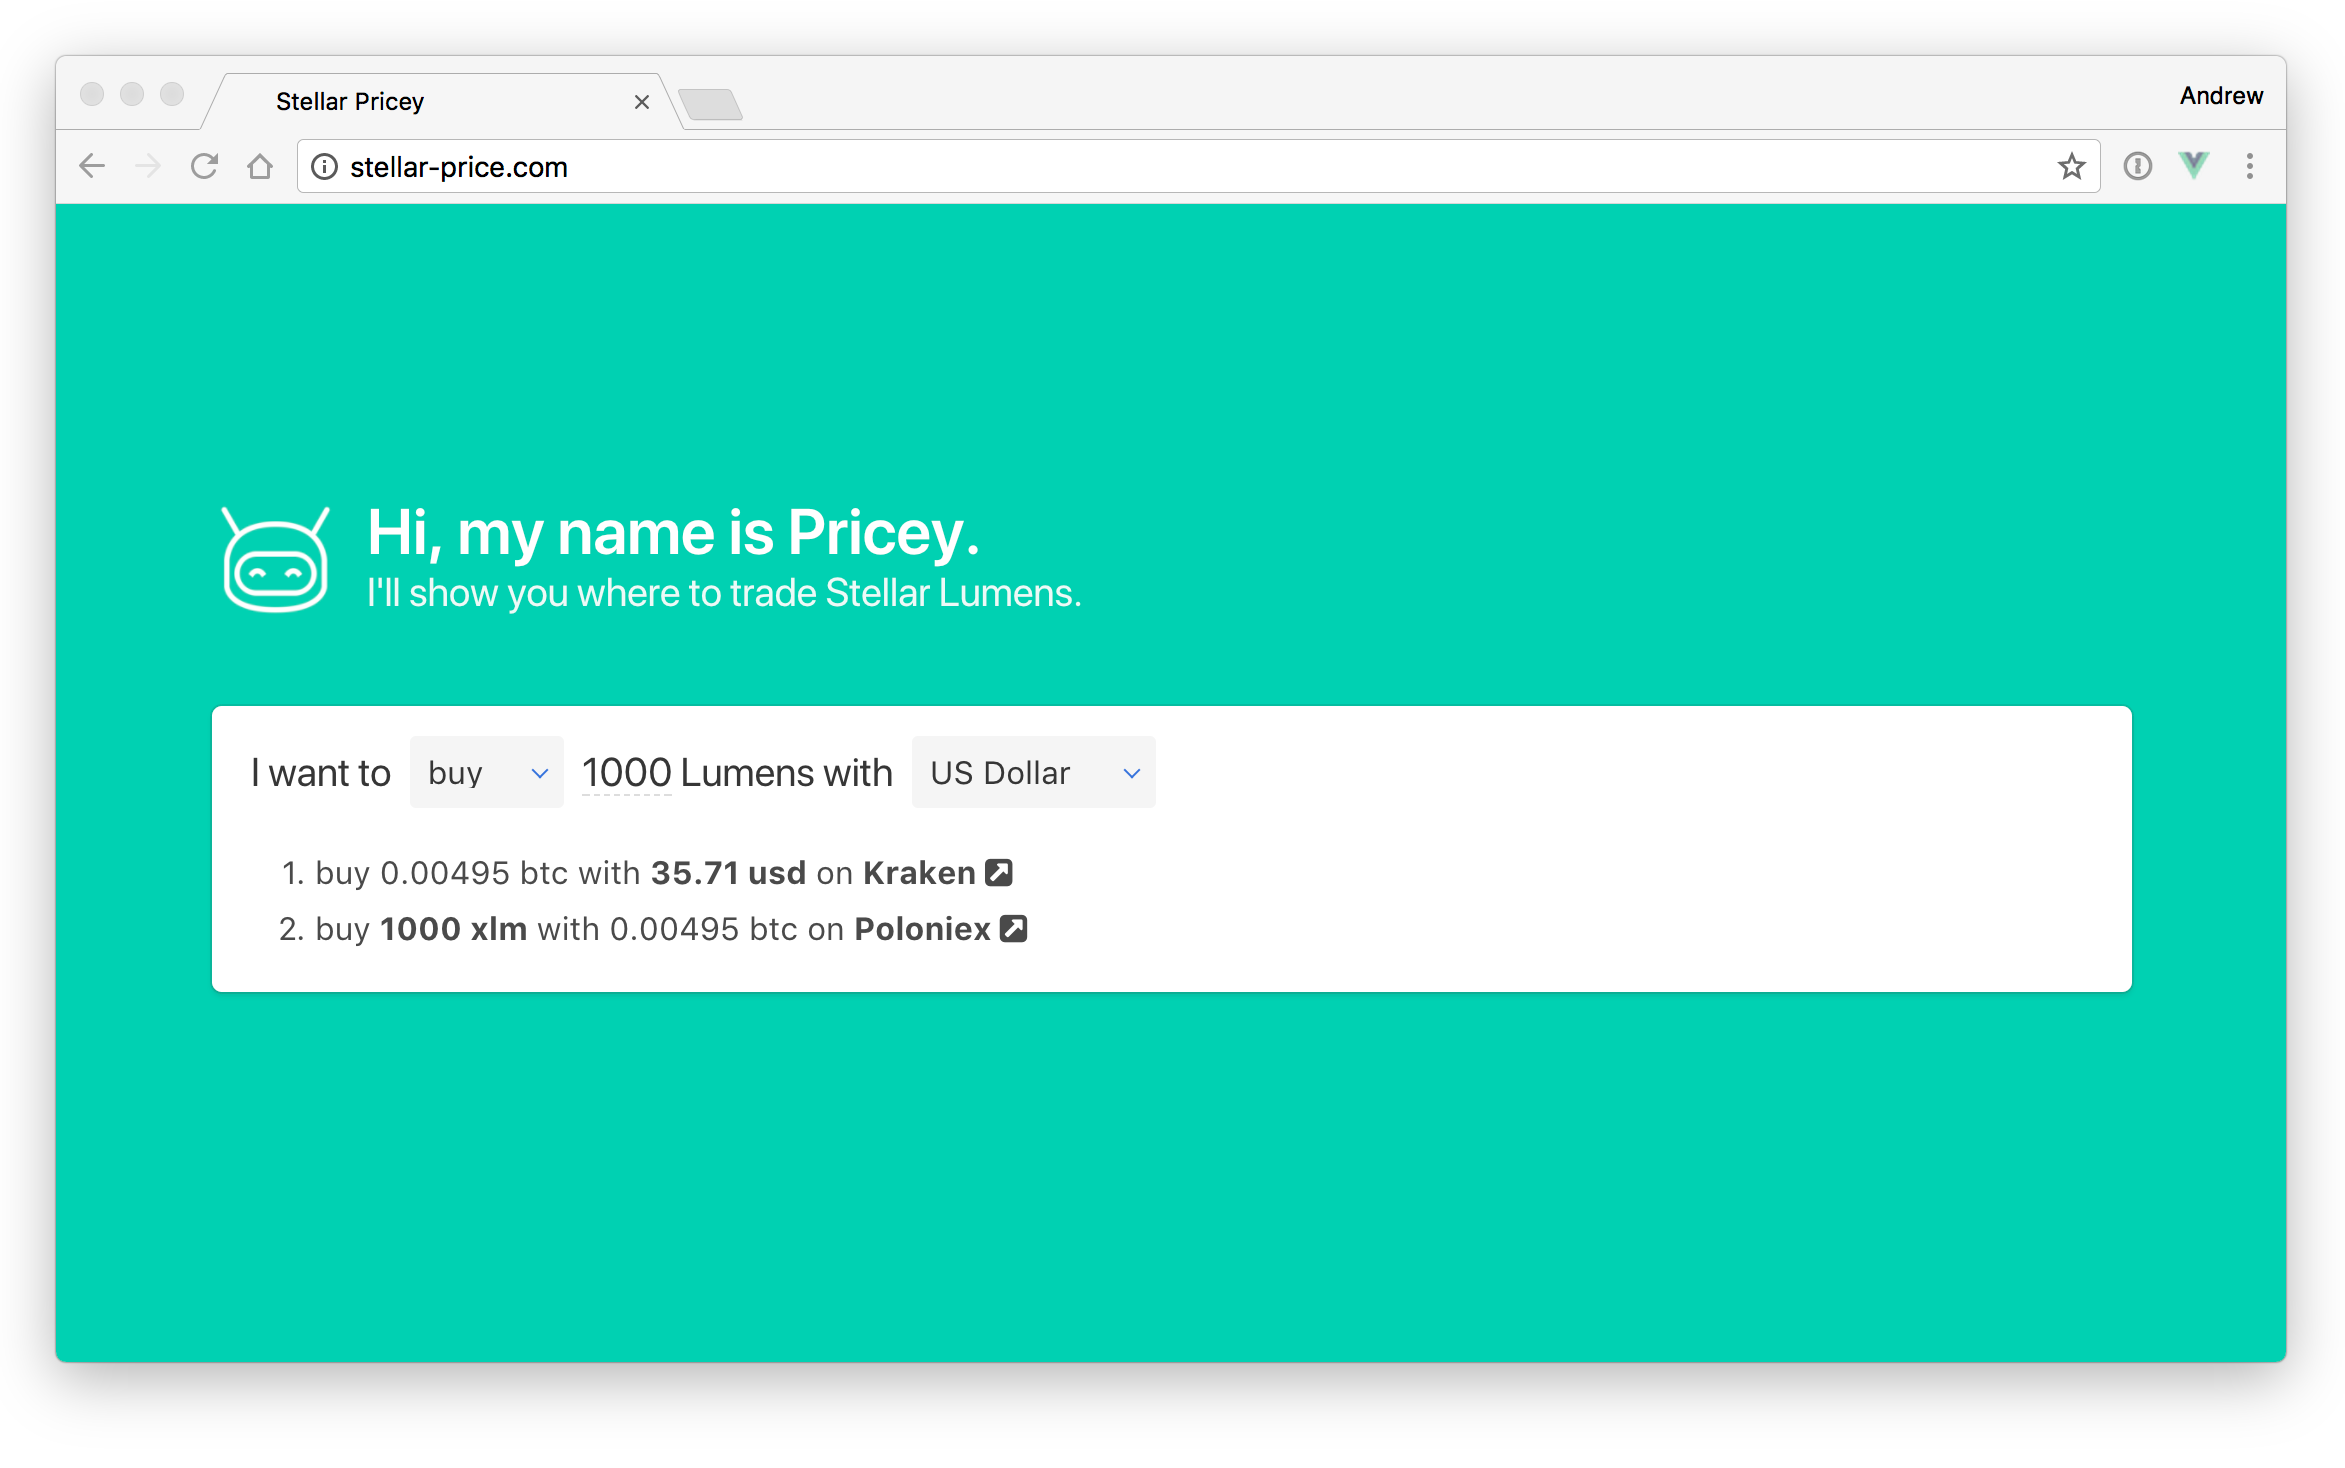 Stellar Pricey
Andrew
stellar-price.com
Hi, my name is Pricey.
I'll show you where to trade Stellar Lumens.
I want to buy 1000 Lumens with US Dollar
1. buy 0.00495 btc with 35.71 usd on Kraken
2. buy 1000 xlm with 0.00495 btc on Poloniex